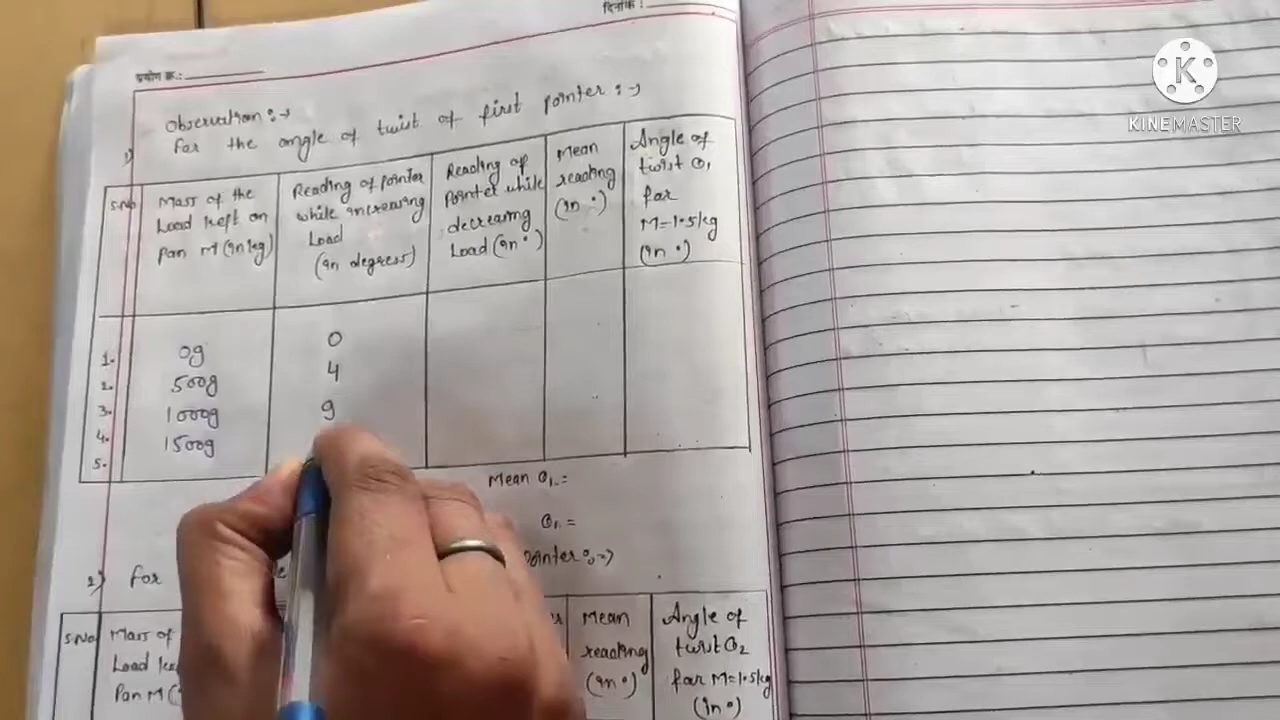 दिनांक :
प्रयोग क्र.:
KINEMASTER
Observation :→
1) For the angle of twist of first pointer :→
S.No
Mass of the
Load kept on
Pan M (in kg)
Reading of pointer
while increasing
Load
(in degress)
Reading of
Pointer while
decreasing
Load (in °)
Mean
reading
(in °)
Angle of
twist θ1
for
M=1.5kg
(in °)
1. 0g 0
2. 500g 4
3. 1000g 9
4. 1500g
5.
Mean θ1 =
θ1 =
2) For
Pointer :→
S.No
Mass of
Load
Pan M
Mean
reading
(in °)
Angle of
twist θ2
for M=1.5kg
(in °)